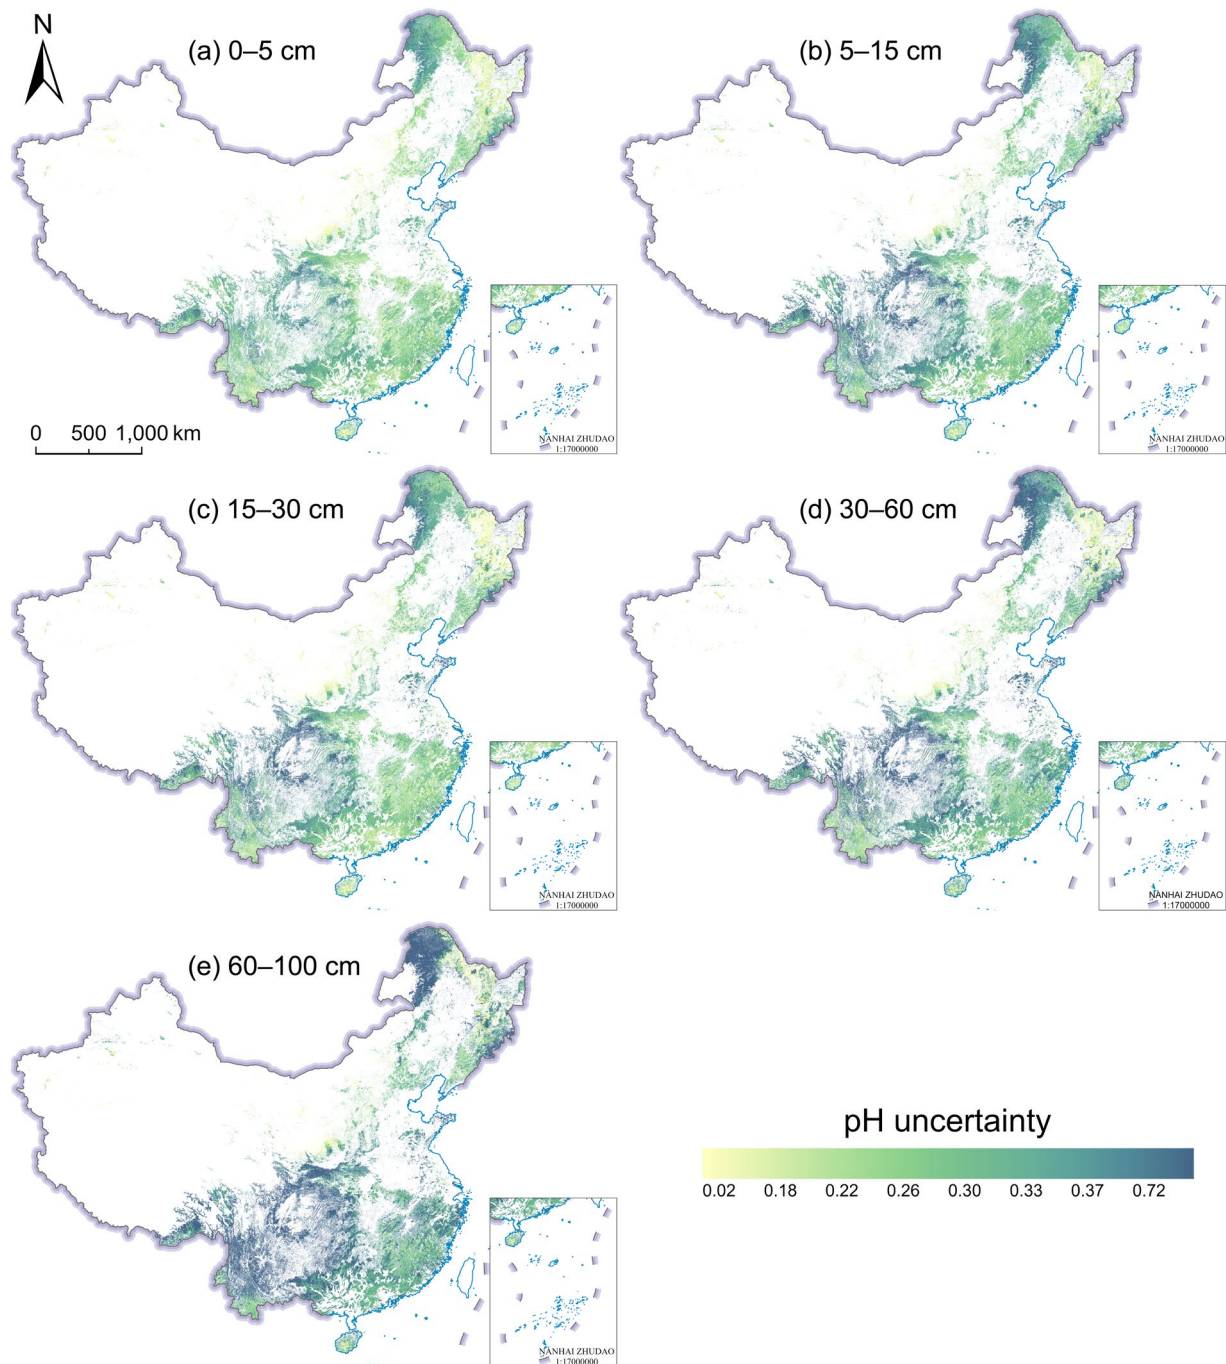 N
(a) 0–5 cm
(b) 5–15 cm
0 500 1,000 km
NANHAI ZHUDAO
1:17000000
NANHAI ZHUDAO
1:17000000
(c) 15–30 cm
(d) 30–60 cm
NANHAI ZHUDAO
1:17000000
NANHAI ZHUDAO
1:17000000
(e) 60–100 cm
pH uncertainty
0.02 0.18 0.22 0.26 0.30 0.33 0.37 0.72
NANHAI ZHUDAO
1:17000000